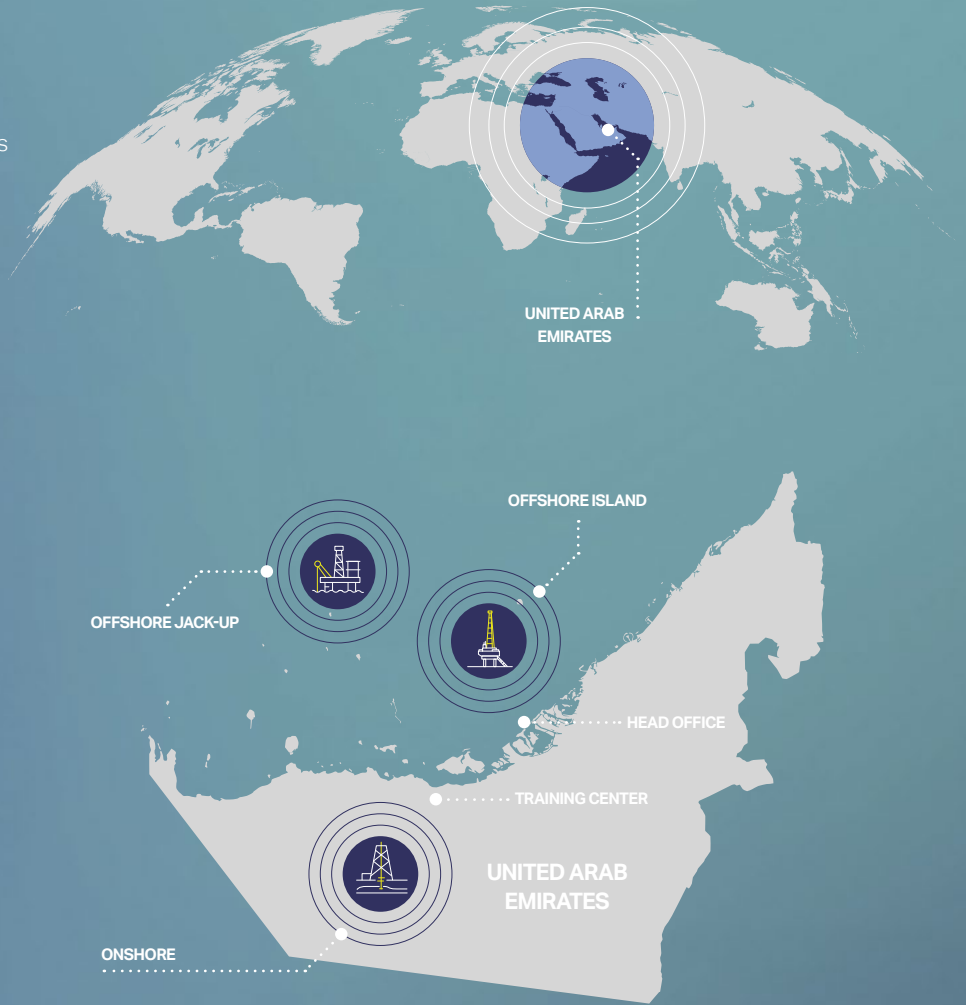 S
UNITED ARAB
EMIRATES
OFFSHORE ISLAND
OFFSHORE JACK-UP
HEAD OFFICE
TRAINING CENTER
UNITED ARAB
EMIRATES
ONSHORE